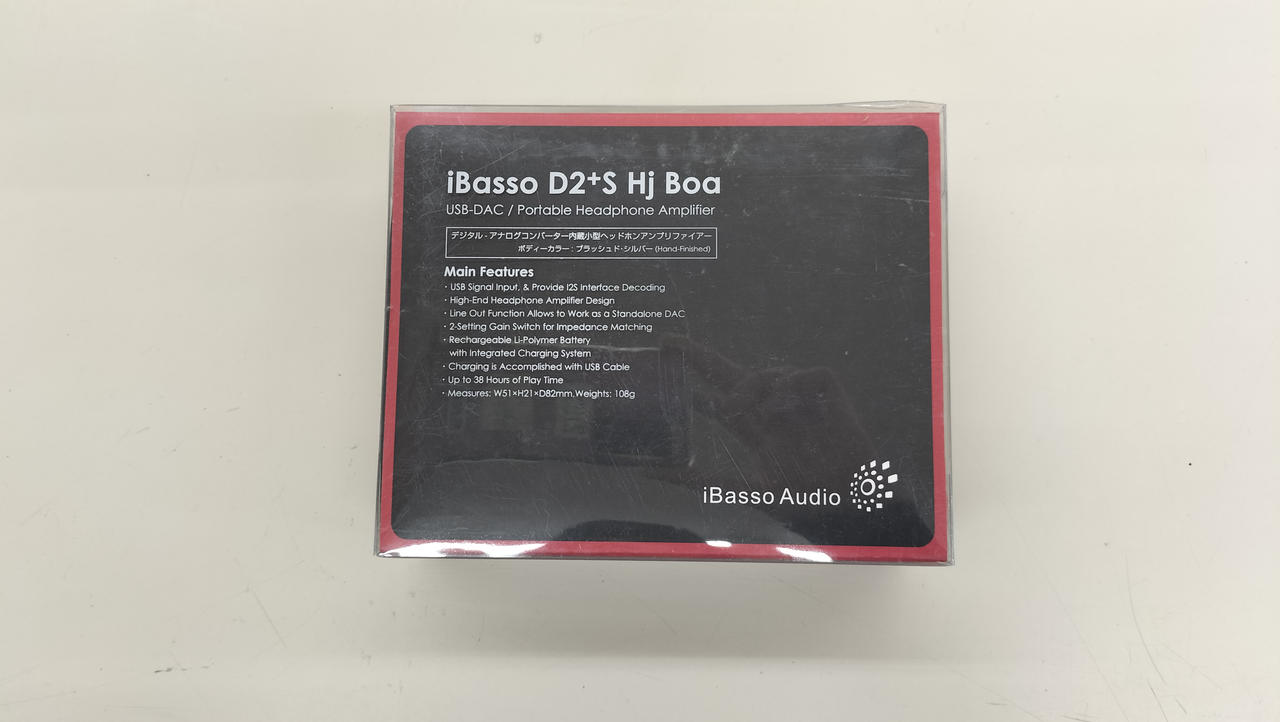 iBasso D2⁺S Hj Boa
USB-DAC / Portable Headphone Amplifier
デジタル - アナログコンバーター内蔵小型ヘッドホンアンプリファイアー
ボディーカラー : ブラッシュド・シルバー (Hand-Finished)
Main Features
・USB Signal Input, & Provide I2S Interface Decoding
・High-End Headphone Amplifier Design
・Line Out Function Allows to Work as a Standalone DAC
・2-Setting Gain Switch for Impedance Matching
・Rechargeable Li-Polymer Battery
with Integrated Charging System
・Charging is Accomplished with USB Cable
・Up to 38 Hours of Play Time
・Measures: W51×H21×D82mm,Weights: 108g
iBasso Audio